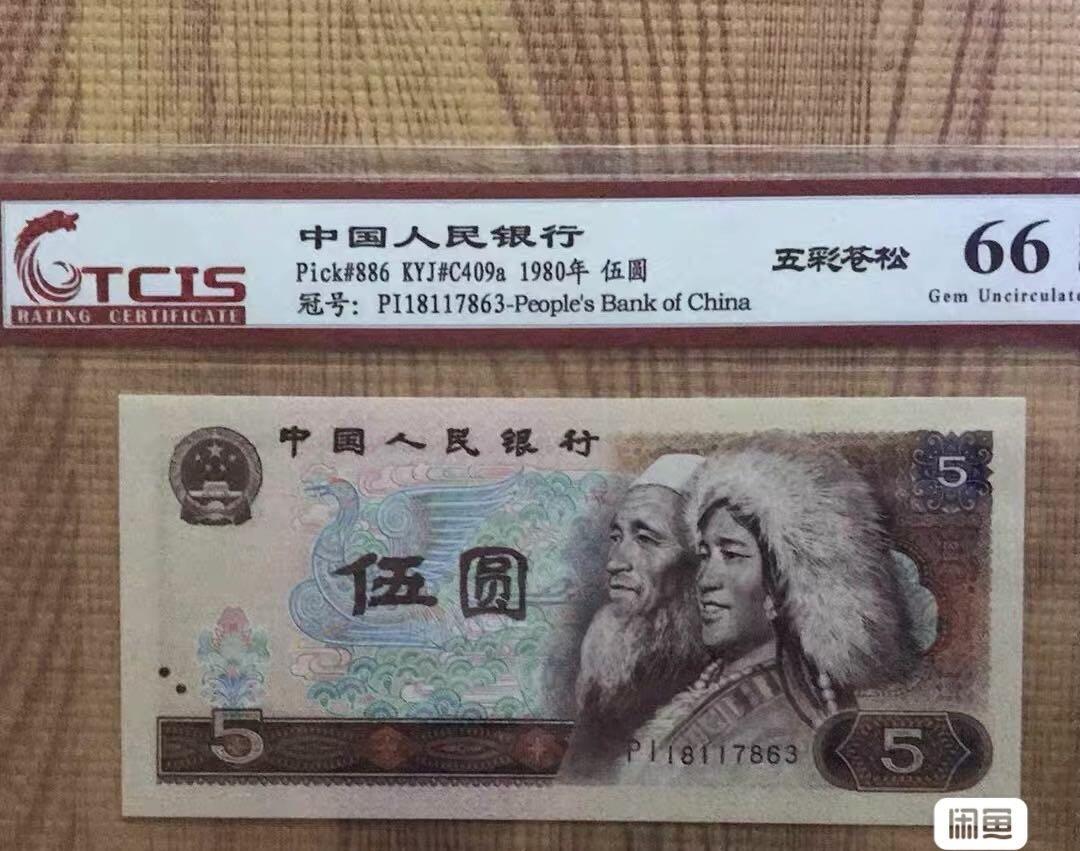 TCIS
RATING CERTIFICATE
中国人民银行
Pick#886 KYJ#C409a 1980年 伍圆
冠号: PI18117863-People's Bank of China
五彩苍松
66
Gem Uncirculate
中国人民银行
5
伍圆
5
PI18117863
5
闲鱼